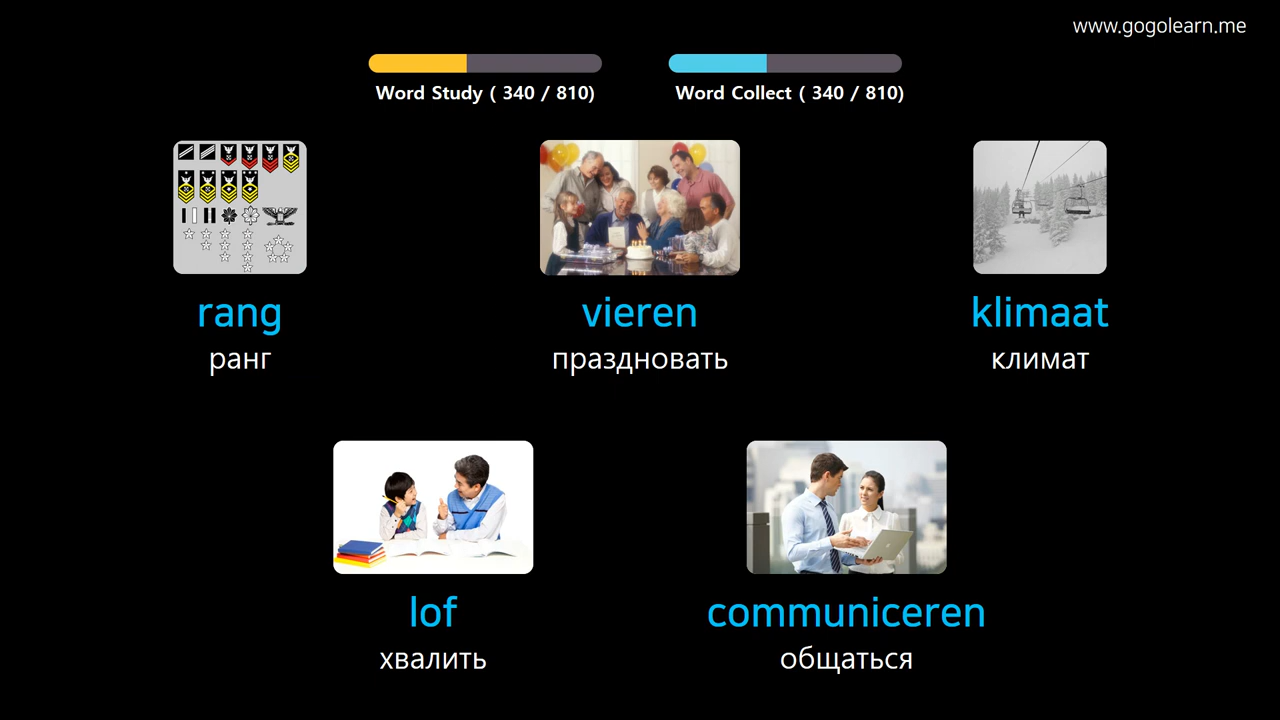 www.gogolearn.me
Word Study ( 340 / 810)
Word Collect ( 340 / 810)
rang
ранг
vieren
праздновать
klimaat
климат
lof
хвалить
communiceren
общаться